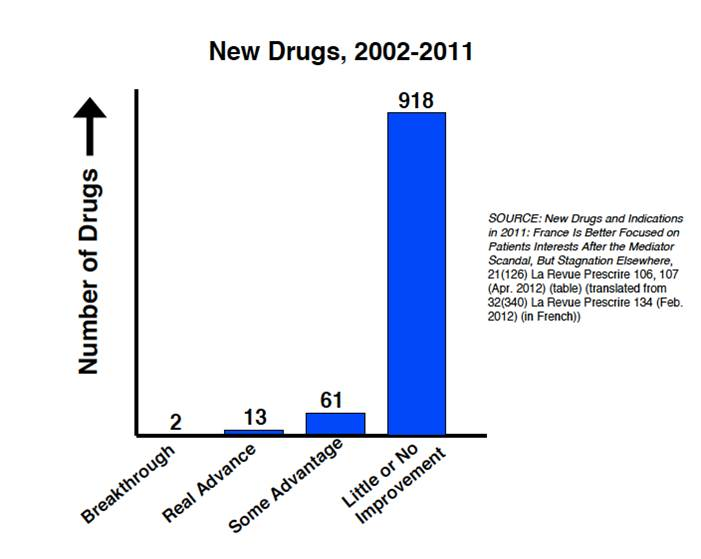 New Drugs, 2002-2011
Number of Drugs
2
13
61
918
Breakthrough
Real Advance
Some Advantage
Little or No
Improvement
SOURCE: New Drugs and Indications
in 2011: France Is Better Focused on
Patients Interests After the Mediator
Scandal, But Stagnation Elsewhere,
21(126) La Revue Prescrire 106, 107
(Apr. 2012) (table) (translated from
32(340) La Revue Prescrire 134 (Feb.
2012) (in French))